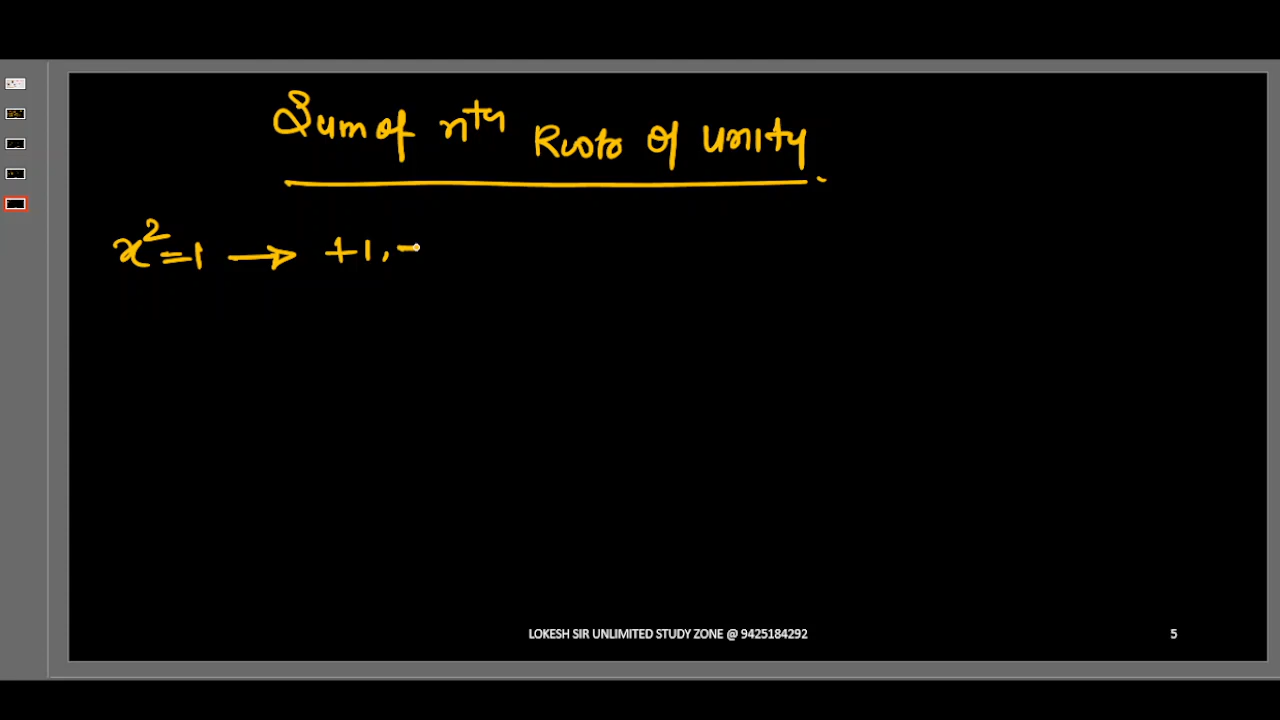 Sum of nth Roots of unity.
x² = 1 → +1, -
LOKESH SIR UNLIMITED STUDY ZONE @ 9425184292 5